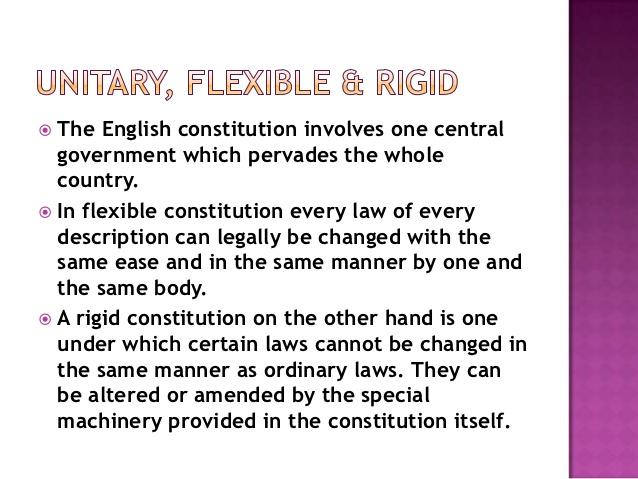 UNITARY, FLEXIBLE & RIGID
The English constitution involves one central
government which pervades the whole
country.
In flexible constitution every law of every
description can legally be changed with the
same ease and in the same manner by one and
the same body.
A rigid constitution on the other hand is one
under which certain laws cannot be changed in
the same manner as ordinary laws. They can
be altered or amended by the special
machinery provided in the constitution itself.